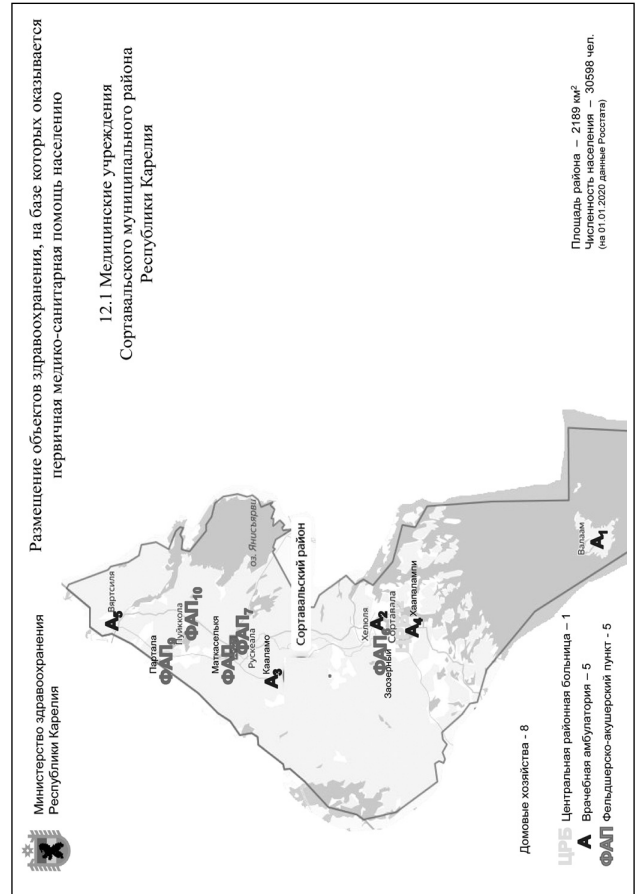 Министерство здравоохранения
Республики Карелия
Размещение объектов здравоохранения, на базе которых оказывается
первичная медико-санитарная помощь населению
12.1 Медицинские учреждения
Сортавальского муниципального района
Республики Карелия
Вяртсиля
А5
Партала
ФАП9
Пуйккола
ФАП10
оз. Янисъярви
Маткаселькя
ФАП
ФАП7
Рускеала
Кааламо
А3
Сортавальский район
Хелюля
А2
ФАП
Сортавала
Заозерный
Хаапалампи
А4
Валаам
А1
Площадь района – 2189 км²
Численность населения – 30598 чел.
(на 01.01.2020 данные Росстата)
Домовые хозяйства - 8
ЦРБ Центральная районная больница – 1
А Врачебная амбулатория – 5
ФАП Фельдшерско-акушерский пункт - 5